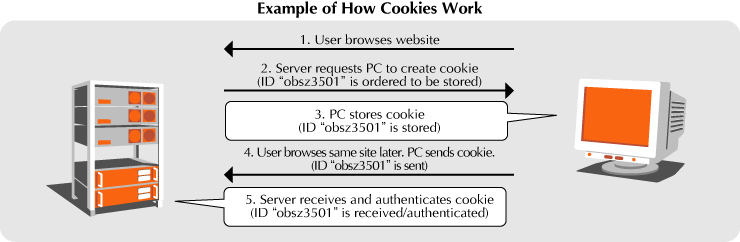 Example of How Cookies Work
1. User browses website
2. Server requests PC to create cookie
(ID “obsz3501” is ordered to be stored)
3. PC stores cookie
(ID “obsz3501” is stored)
4. User browses same site later. PC sends cookie.
(ID “obsz3501” is sent)
5. Server receives and authenticates cookie
(ID “obsz3501” is received/authenticated)